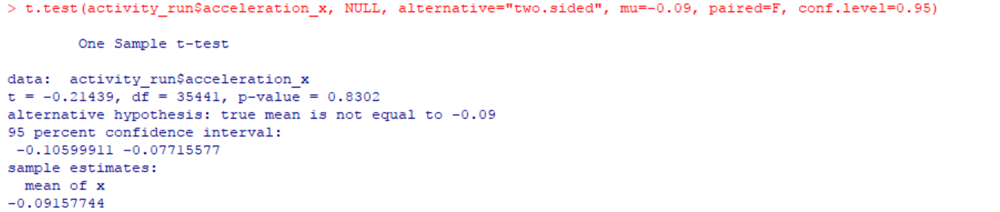 > t.test(activity_run$acceleration_x, NULL, alternative="two.sided", mu=-0.09, paired=F, conf.level=0.95)
One Sample t-test
data:  activity_run$acceleration_x
t = -0.21439, df = 35441, p-value = 0.8302
alternative hypothesis: true mean is not equal to -0.09
95 percent confidence interval:
-0.10599911 -0.07715577
sample estimates:
mean of x
-0.09157744